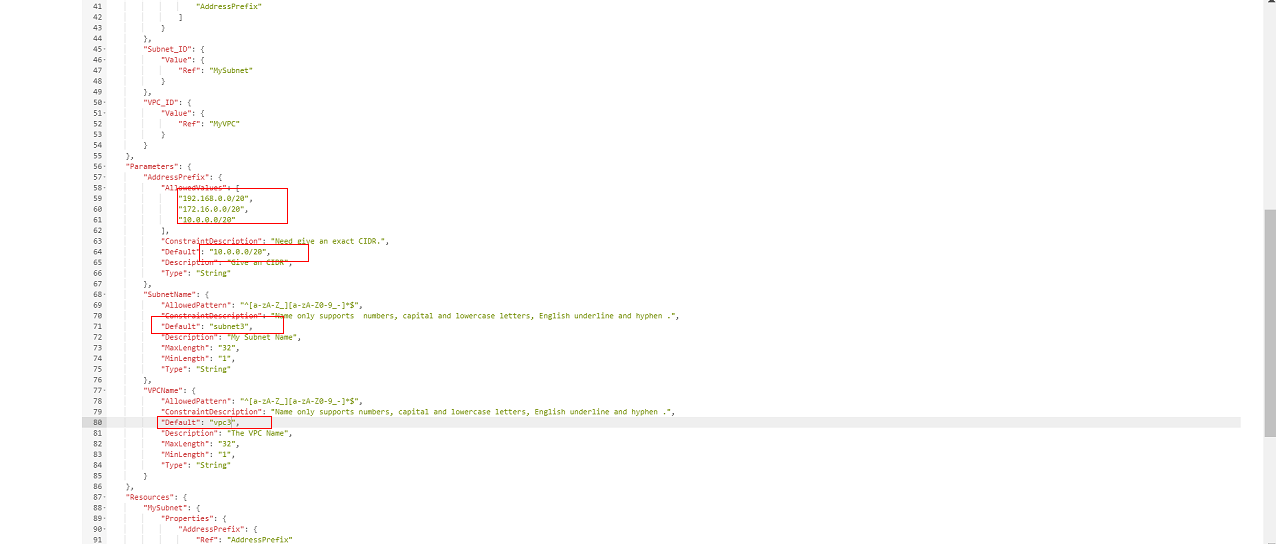 41 "AddressPrefix"
42 ]
43 }
44 },
45 "Subnet_ID": {
46 "Value": {
47 "Ref": "MySubnet"
48 }
49 },
50 "VPC_ID": {
51 "Value": {
52 "Ref": "MyVPC"
53 }
54 }
55 },
56 "Parameters": {
57 "AddressPrefix": {
58 "AllowedValues": [
59 "192.168.0.0/20",
60 "172.16.0.0/20",
61 "10.0.0.0/20"
62 ],
63 "ConstraintDescription": "Need give an exact CIDR.",
64 "Default": "10.0.0.0/20",
65 "Description": "Give an CIDR",
66 "Type": "String"
67 },
68 "SubnetName": {
69 "AllowedPattern": "^[a-zA-Z_][a-zA-Z0-9_-]*$",
70 "ConstraintDescription": "Name only supports  numbers, capital and lowercase letters, English underline and hyphen .",
71 "Default": "subnet3",
72 "Description": "My Subnet Name",
73 "MaxLength": "32",
74 "MinLength": "1",
75 "Type": "String"
76 },
77 "VPCName": {
78 "AllowedPattern": "^[a-zA-Z_][a-zA-Z0-9_-]*$",
79 "ConstraintDescription": "Name only supports numbers, capital and lowercase letters, English underline and hyphen .",
80 "Default": "vpc3",
81 "Description": "The VPC Name",
82 "MaxLength": "32",
83 "MinLength": "1",
84 "Type": "String"
85 }
86 },
87 "Resources": {
88 "MySubnet": {
89 "Properties": {
90 "AddressPrefix": {
91 "Ref": "AddressPrefix"